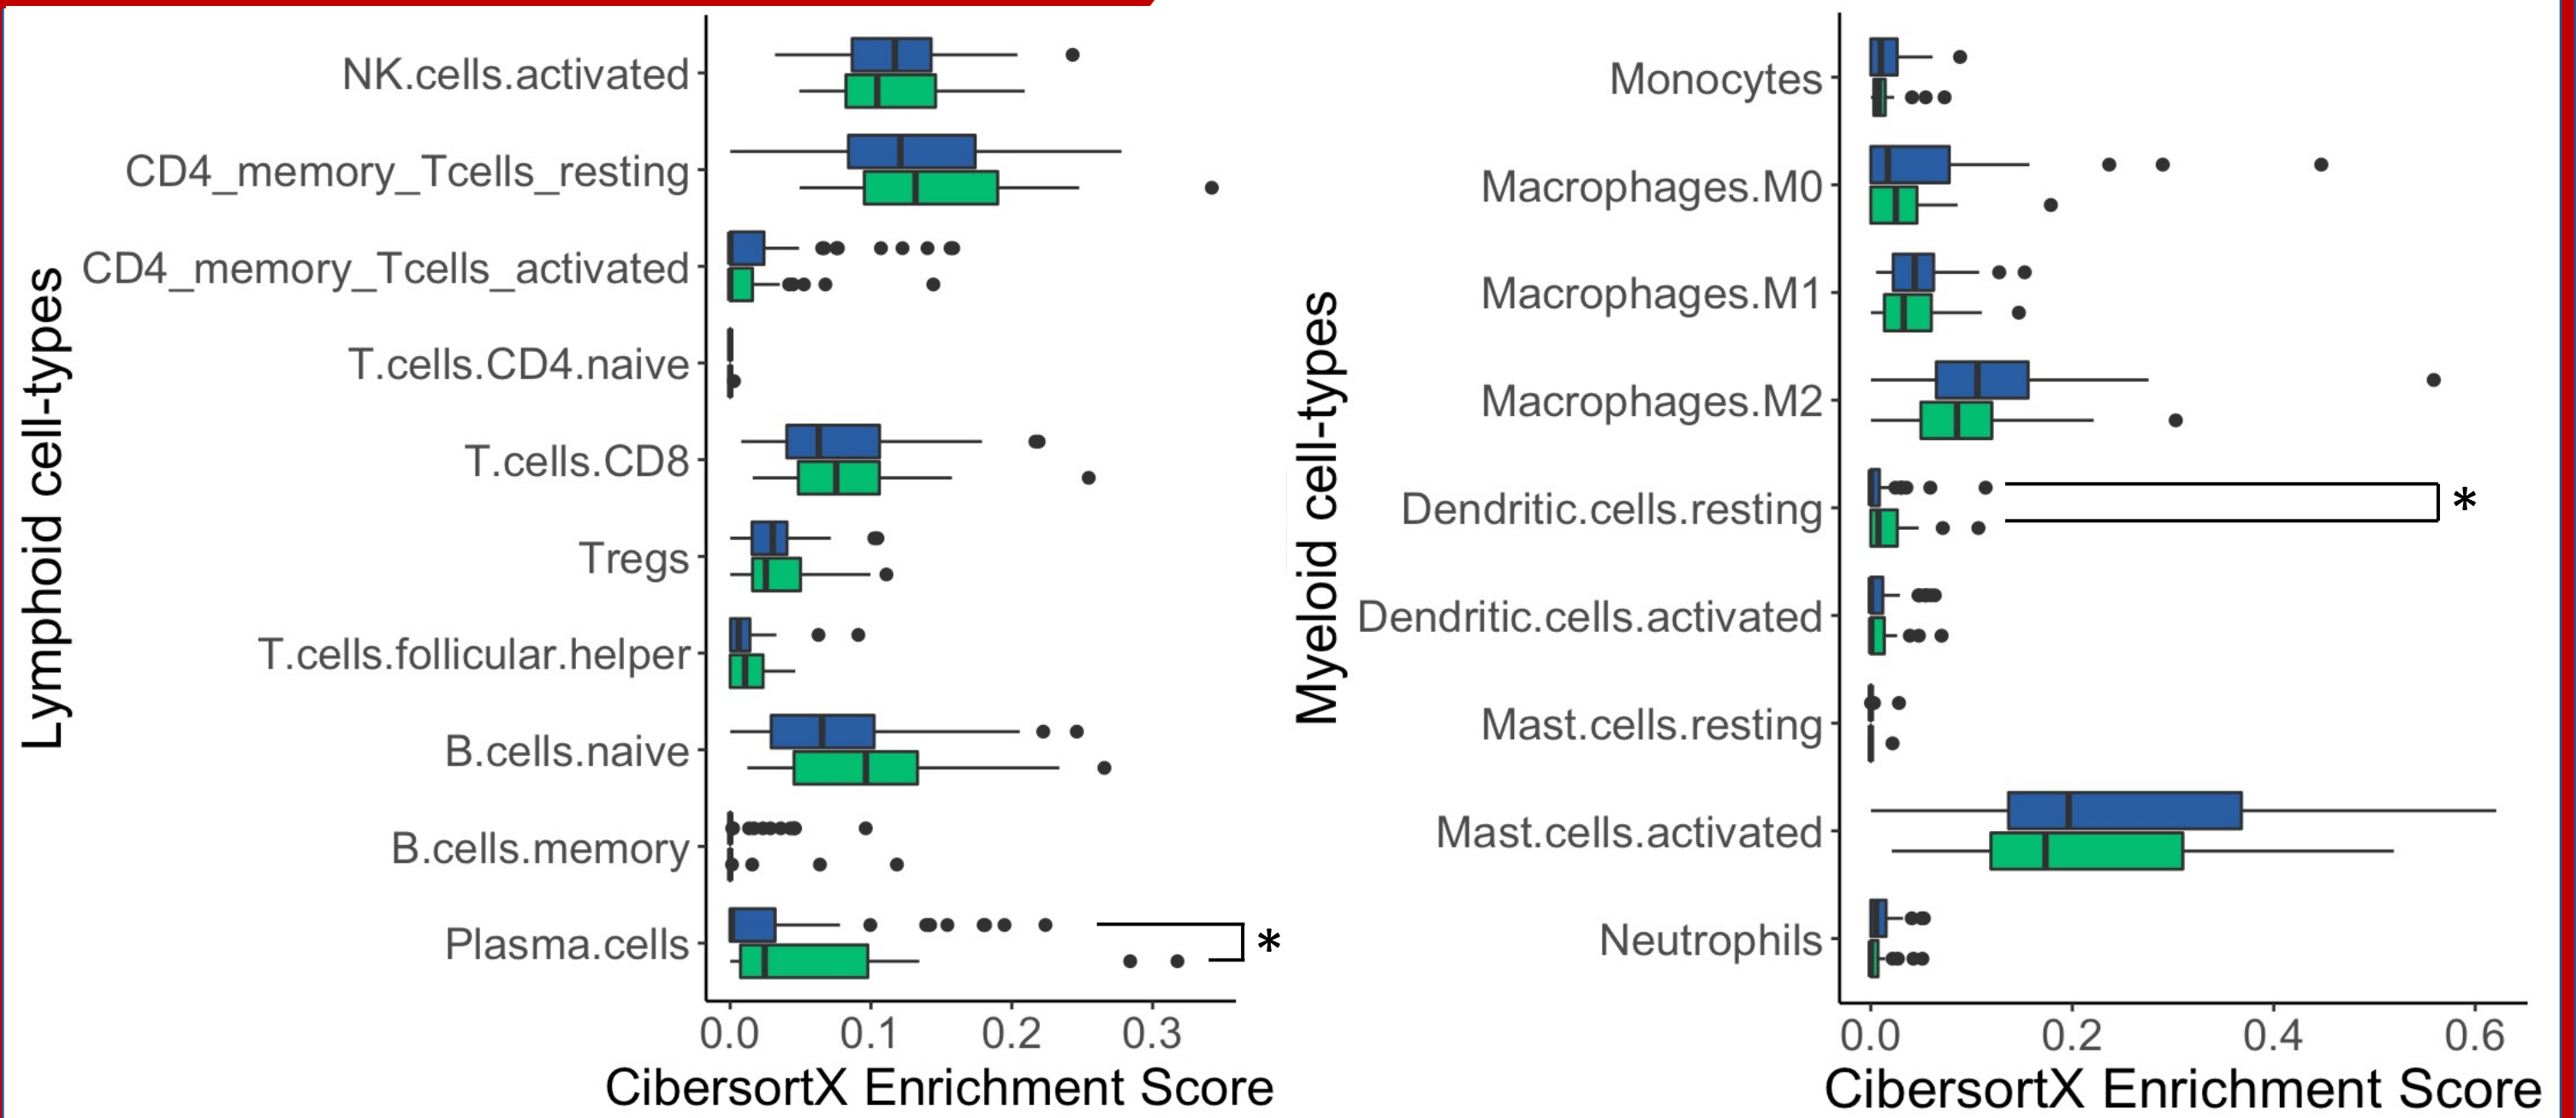 Lymphoid cell-types
NK.cells.activated
CD4_memory_Tcells_resting
CD4_memory_Tcells_activated
T.cells.CD4.naive
T.cells.CD8
Tregs
T.cells.follicular.helper
B.cells.naive
B.cells.memory
Plasma.cells
*
0.0 0.1 0.2 0.3
CibersortX Enrichment Score
Myeloid cell-types
Monocytes
Macrophages.M0
Macrophages.M1
Macrophages.M2
Dendritic.cells.resting
*
Dendritic.cells.activated
Mast.cells.resting
Mast.cells.activated
Neutrophils
0.0 0.2 0.4 0.6
CibersortX Enrichment Score